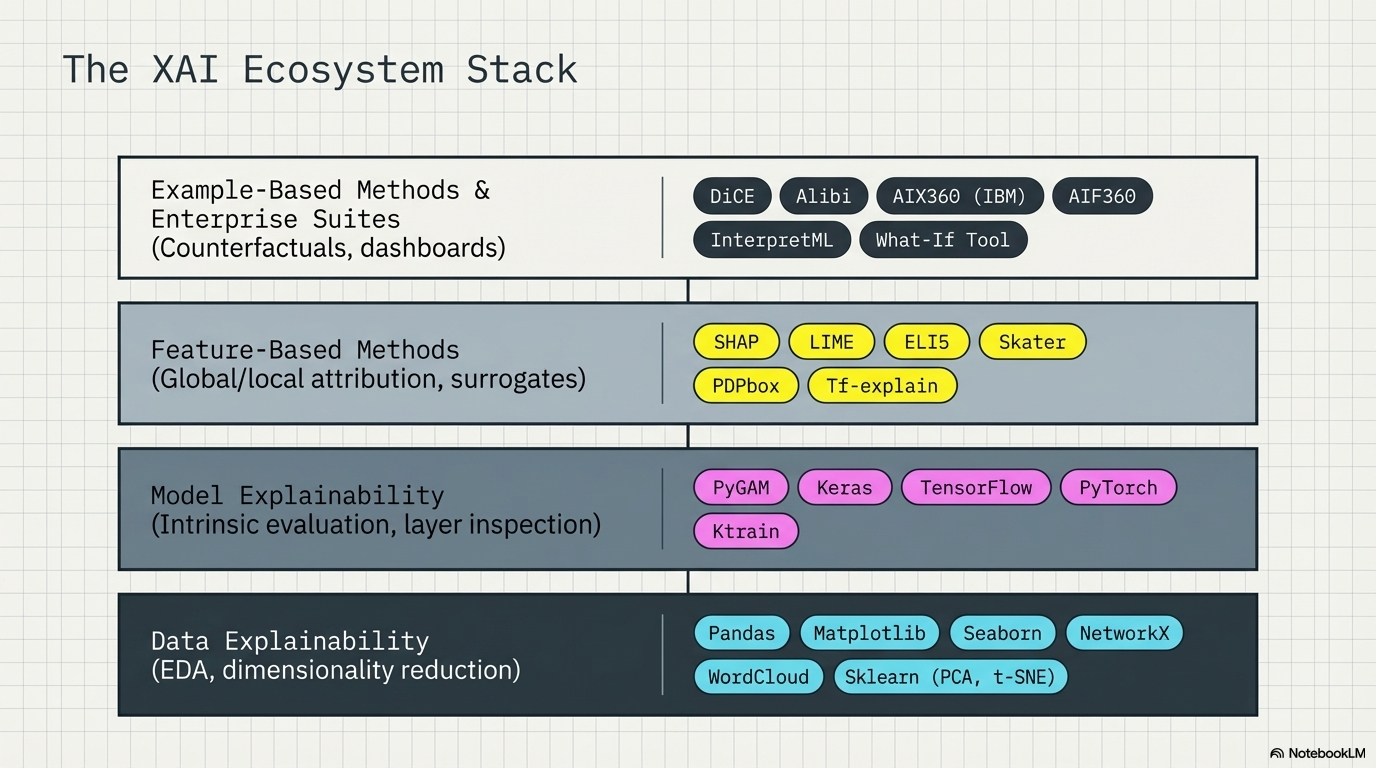 The XAI Ecosystem Stack
Example-Based Methods &
Enterprise Suites
(Counterfactuals, dashboards)
DiCE Alibi AIX360 (IBM) AIF360
InterpretML What-If Tool
Feature-Based Methods
(Global/local attribution, surrogates)
SHAP LIME ELI5 Skater
PDPbox Tf-explain
Model Explainability
(Intrinsic evaluation, layer inspection)
PyGAM Keras TensorFlow PyTorch
Ktrain
Data Explainability
(EDA, dimensionality reduction)
Pandas Matplotlib Seaborn NetworkX
WordCloud Sklearn (PCA, t-SNE)
NotebookLM